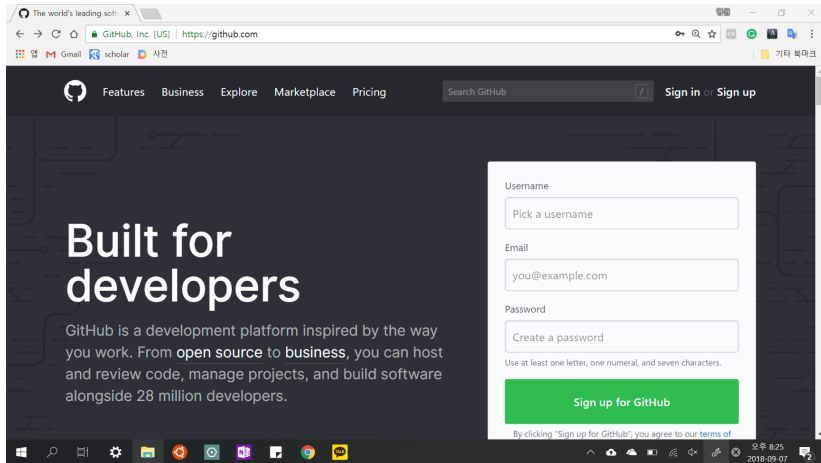 The world's leading soft
GitHub, Inc. [US] https://github.com
앱 Gmail scholar 사전 기타 북마크
Features Business Explore Marketplace Pricing Search GitHub / Sign in or Sign up
Built for
developers
GitHub is a development platform inspired by the way
you work. From open source to business, you can host
and review code, manage projects, and build software
alongside 28 million developers.
Username
Pick a username
Email
you@example.com
Password
Create a password
Use at least one letter, one numeral, and seven characters.
Sign up for GitHub
By clicking "Sign up for GitHub", you agree to our terms of
오후 8:25
2018-09-07